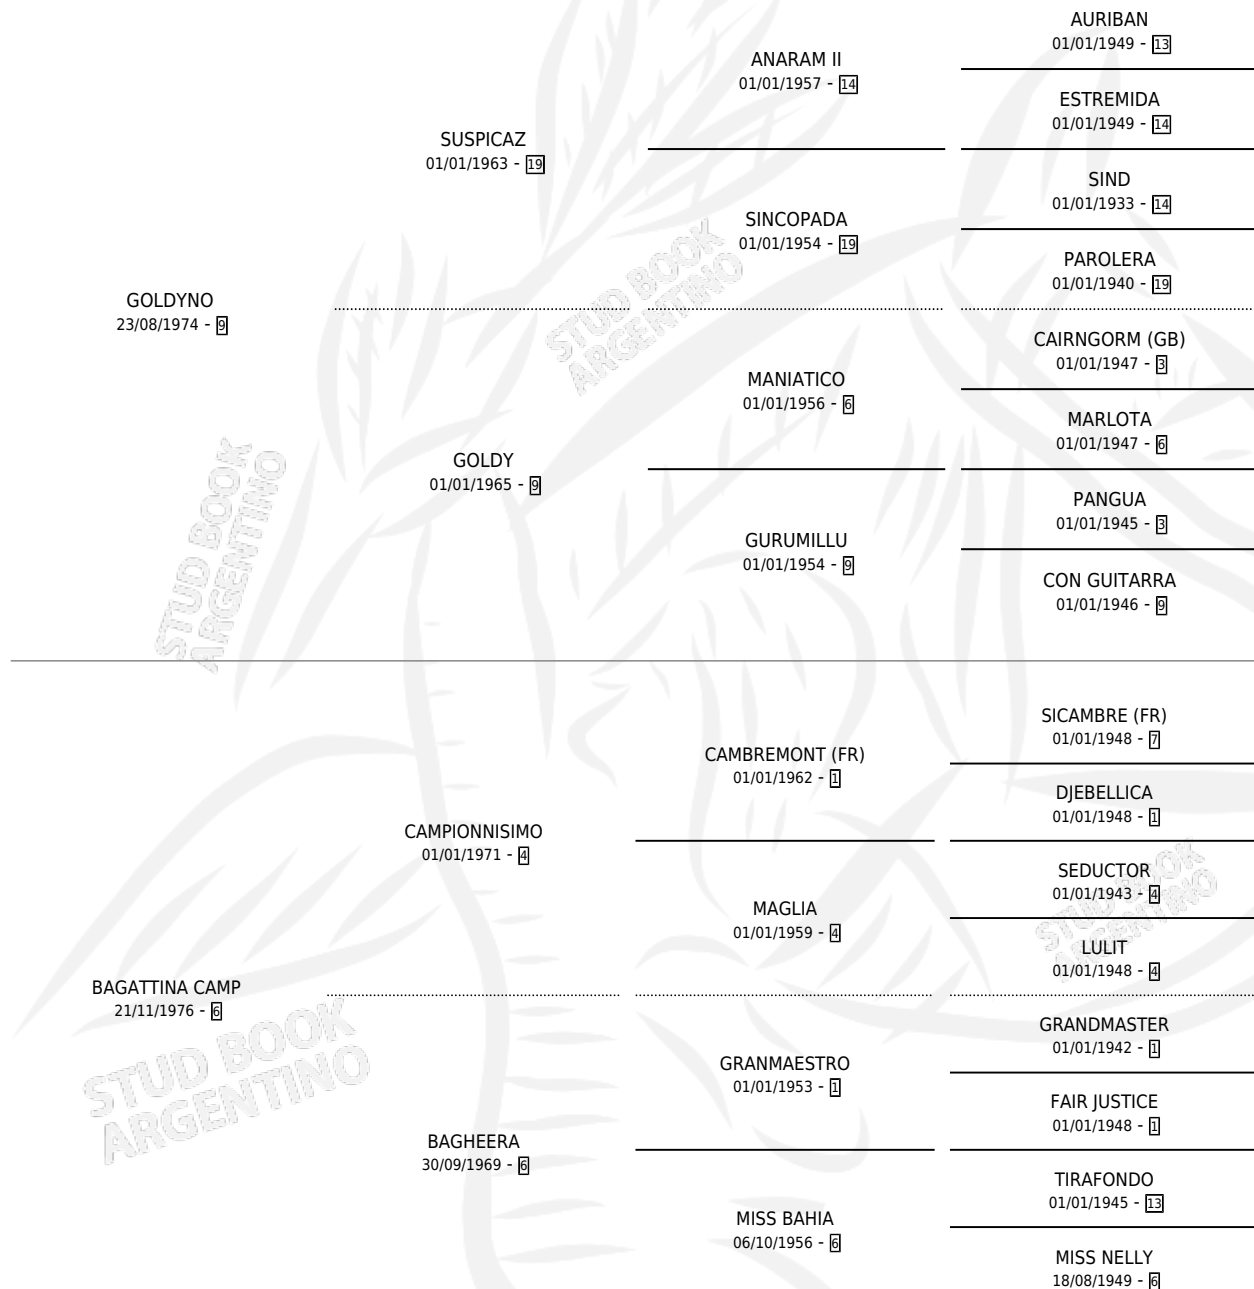 AURIBAN
01/01/1949 - 13
ANARAM II
01/01/1957 - 14
ESTREMIDA
01/01/1949 - 14
SUSPICAZ
01/01/1963 - 19
SIND
01/01/1933 - 14
SINCOPADA
01/01/1954 - 19
PAROLERA
01/01/1940 - 19
GOLDYNO
23/08/1974 - 9
CAIRNGORM (GB)
01/01/1947 - 3
MANIATICO
01/01/1956 - 6
MARLOTA
01/01/1947 - 6
GOLDY
01/01/1965 - 9
PANGUA
01/01/1945 - 3
GURUMILLU
01/01/1954 - 9
CON GUITARRA
01/01/1946 - 9
STUD BOOK
ARGENTINO
STUD BOOK
ARGENTINO
SICAMBRE (FR)
01/01/1948 - 7
CAMBREMONT (FR)
01/01/1962 - 1
DJEBELLICA
01/01/1948 - 1
CAMPIONNISIMO
01/01/1971 - 4
SEDUCTOR
01/01/1943 - 4
MAGLIA
01/01/1959 - 4
LULIT
01/01/1948 - 4
BAGATTINA CAMP
21/11/1976 - 6
GRANDMASTER
01/01/1942 - 1
GRANMAESTRO
01/01/1953 - 1
FAIR JUSTICE
01/01/1948 - 1
BAGHEERA
30/09/1969 - 6
TIRAFONDO
01/01/1945 - 13
MISS BAHIA
06/10/1956 - 6
MISS NELLY
18/08/1949 - 6
STUD BOOK
ARGENTINO
STUD BOOK
ARGENTINO